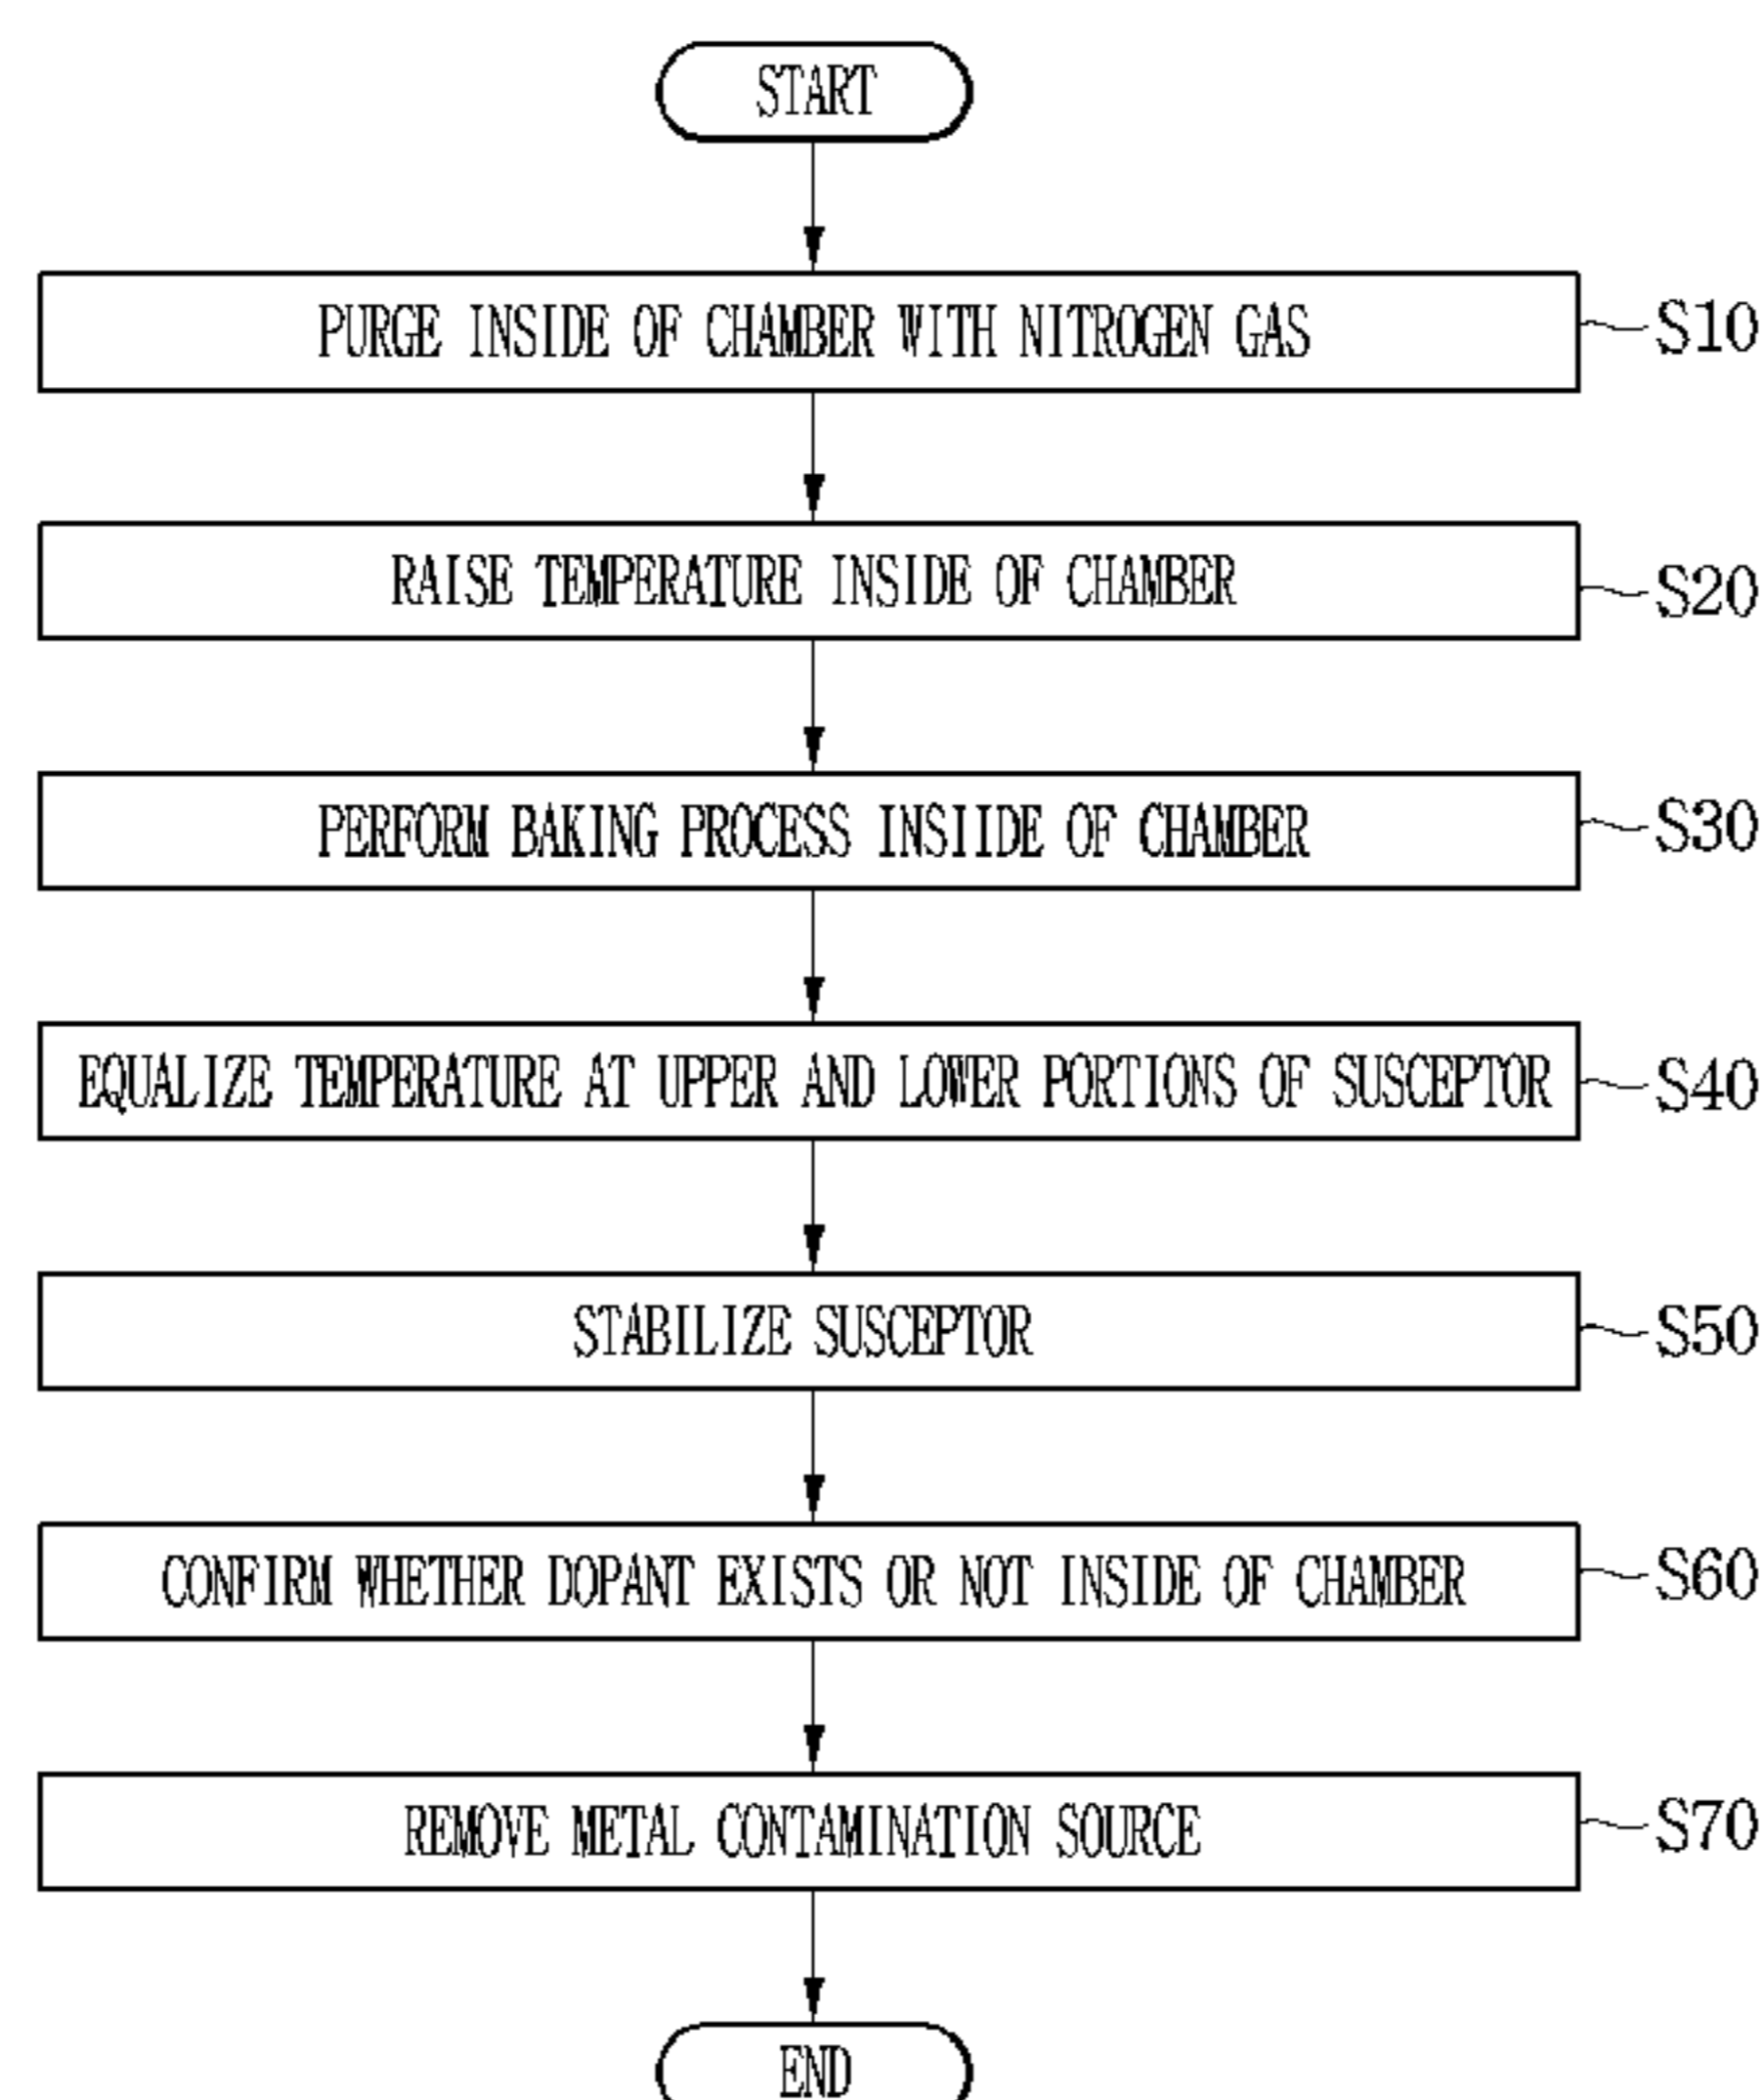 START
PURGE INSIDE OF CHAMBER WITH NITROGEN GAS
S10
RAISE TEMPERATURE INSIDE OF CHAMBER
S20
PERFORM BAKING PROCESS INSIIDE OF CHAMBER
S30
EQUALIZE TEMPERATURE AT UPPER AND LOWER PORTIONS OF SUSCEPTOR
S40
STABILIZE SUSCEPTOR
S50
CONFIRM WHETHER DOPANT EXISTS OR NOT INSIDE OF CHAMBER
S60
REMOVE METAL CONTAMINATION SOURCE
S70
END